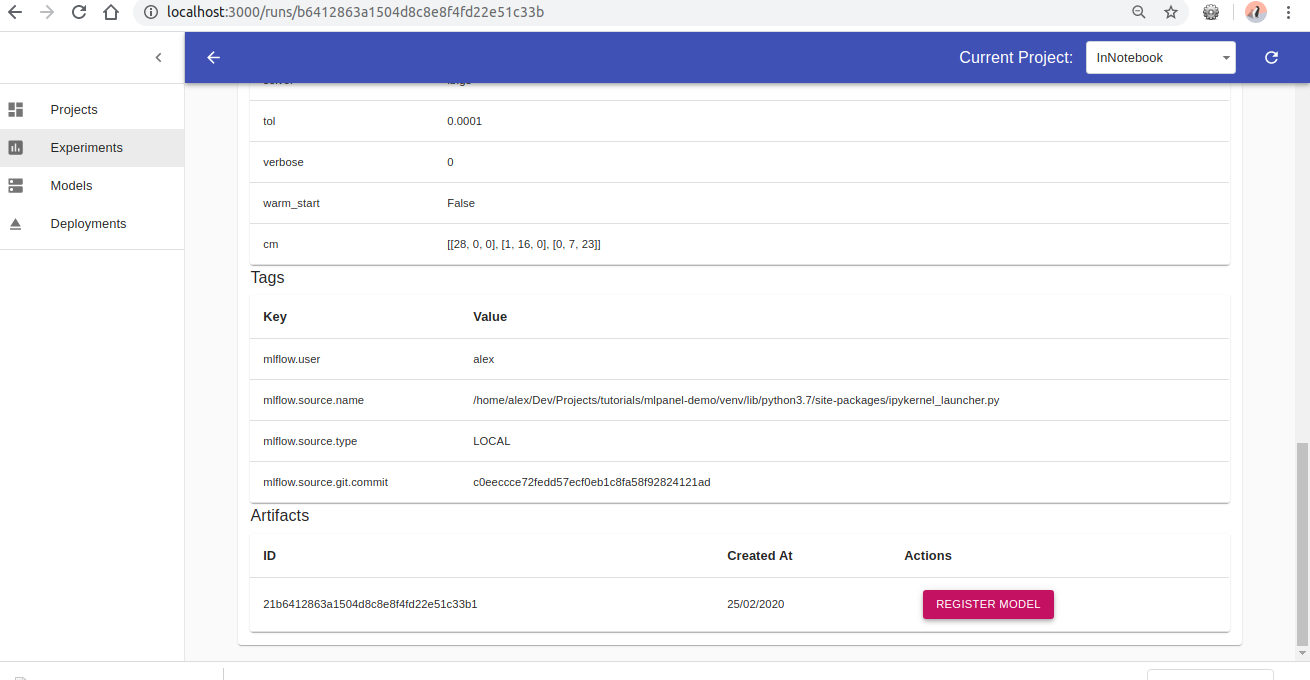 localhost:3000/runs/b6412863a1504d8c8e8f4fd22e51c33b
Current Project: InNotebook
Projects
Experiments
Models
Deployments
tol 0.0001
verbose 0
warm_start False
cm [[28, 0, 0], [1, 16, 0], [0, 7, 23]]
Tags
Key Value
mlflow.user alex
mlflow.source.name /home/alex/Dev/Projects/tutorials/mlpanel-demo/venv/lib/python3.7/site-packages/ipykernel_launcher.py
mlflow.source.type LOCAL
mlflow.source.git.commit c0eeccce72fedd57ecf0eb1c8fa58f92824121ad
Artifacts
ID Created At Actions
21b6412863a1504d8c8e8f4fd22e51c33b1 25/02/2020 REGISTER MODEL